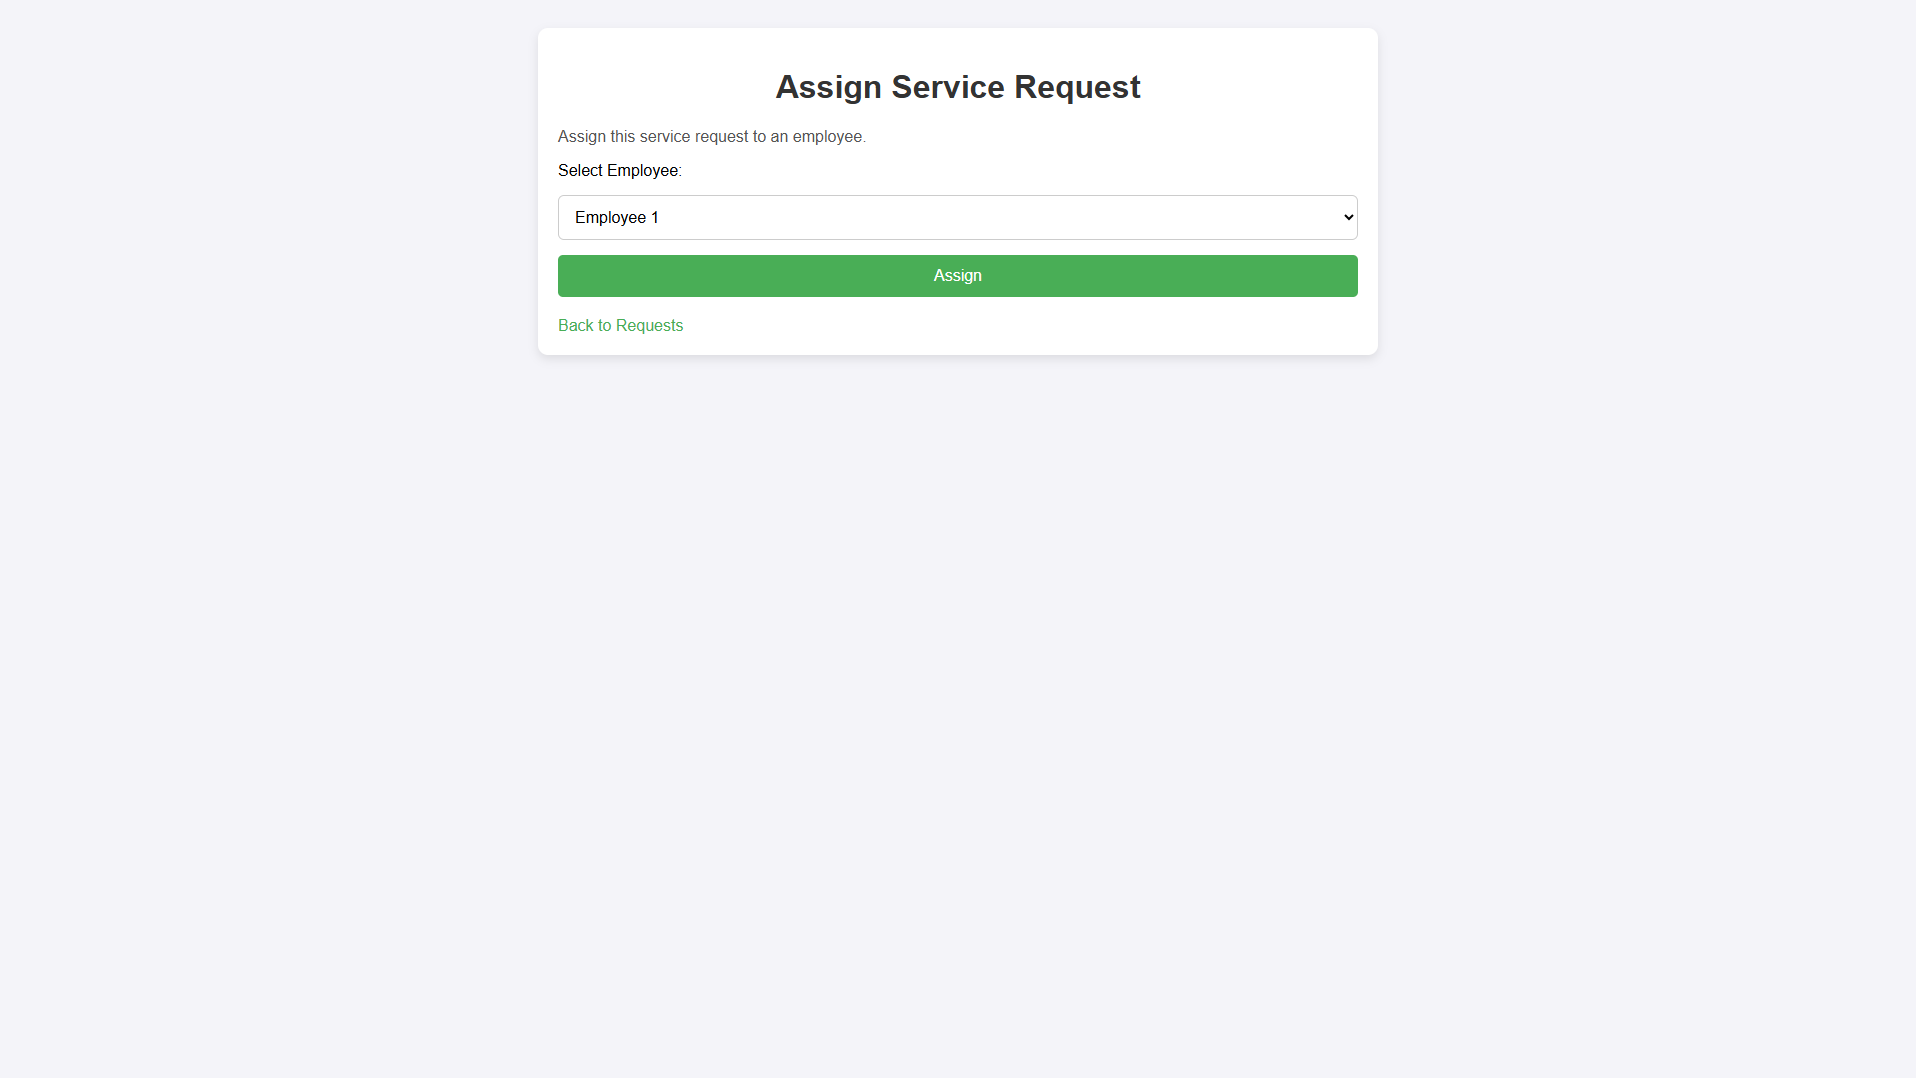 Assign Service Request
Assign this service request to an employee.
Select Employee:
Employee 1
Assign
Back to Requests